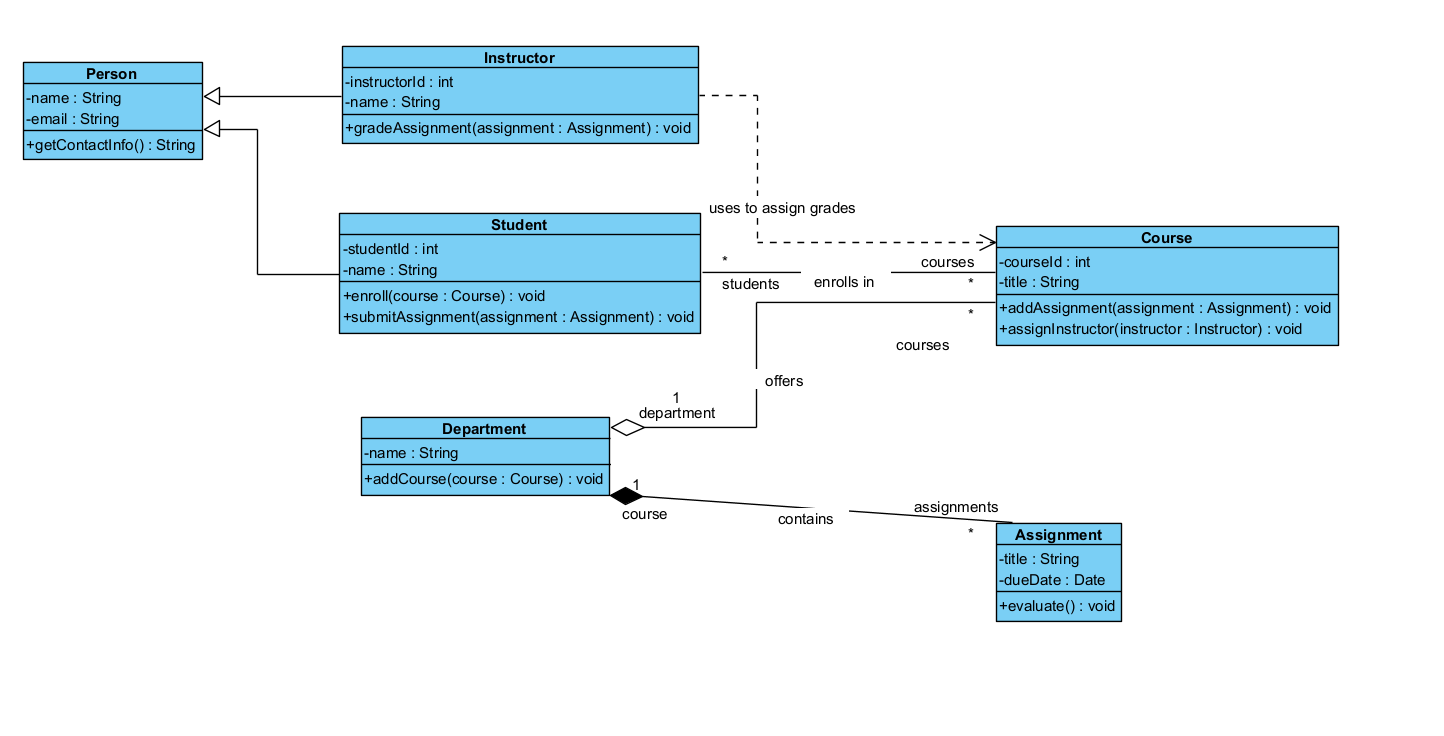 Person
-name : String
-email : String
+getContactInfo() : String
Instructor
-instructorId : int
-name : String
+gradeAssignment(assignment : Assignment) : void
uses to assign grades
Student
-studentId : int
-name : String
+enroll(course : Course) : void
+submitAssignment(assignment : Assignment) : void
*
students
enrolls in
courses
*
Course
-courseId : int
-title : String
+addAssignment(assignment : Assignment) : void
+assignInstructor(instructor : Instructor) : void
*
courses
offers
1
department
Department
-name : String
+addCourse(course : Course) : void
1
course
contains
assignments
*
Assignment
-title : String
-dueDate : Date
+evaluate() : void